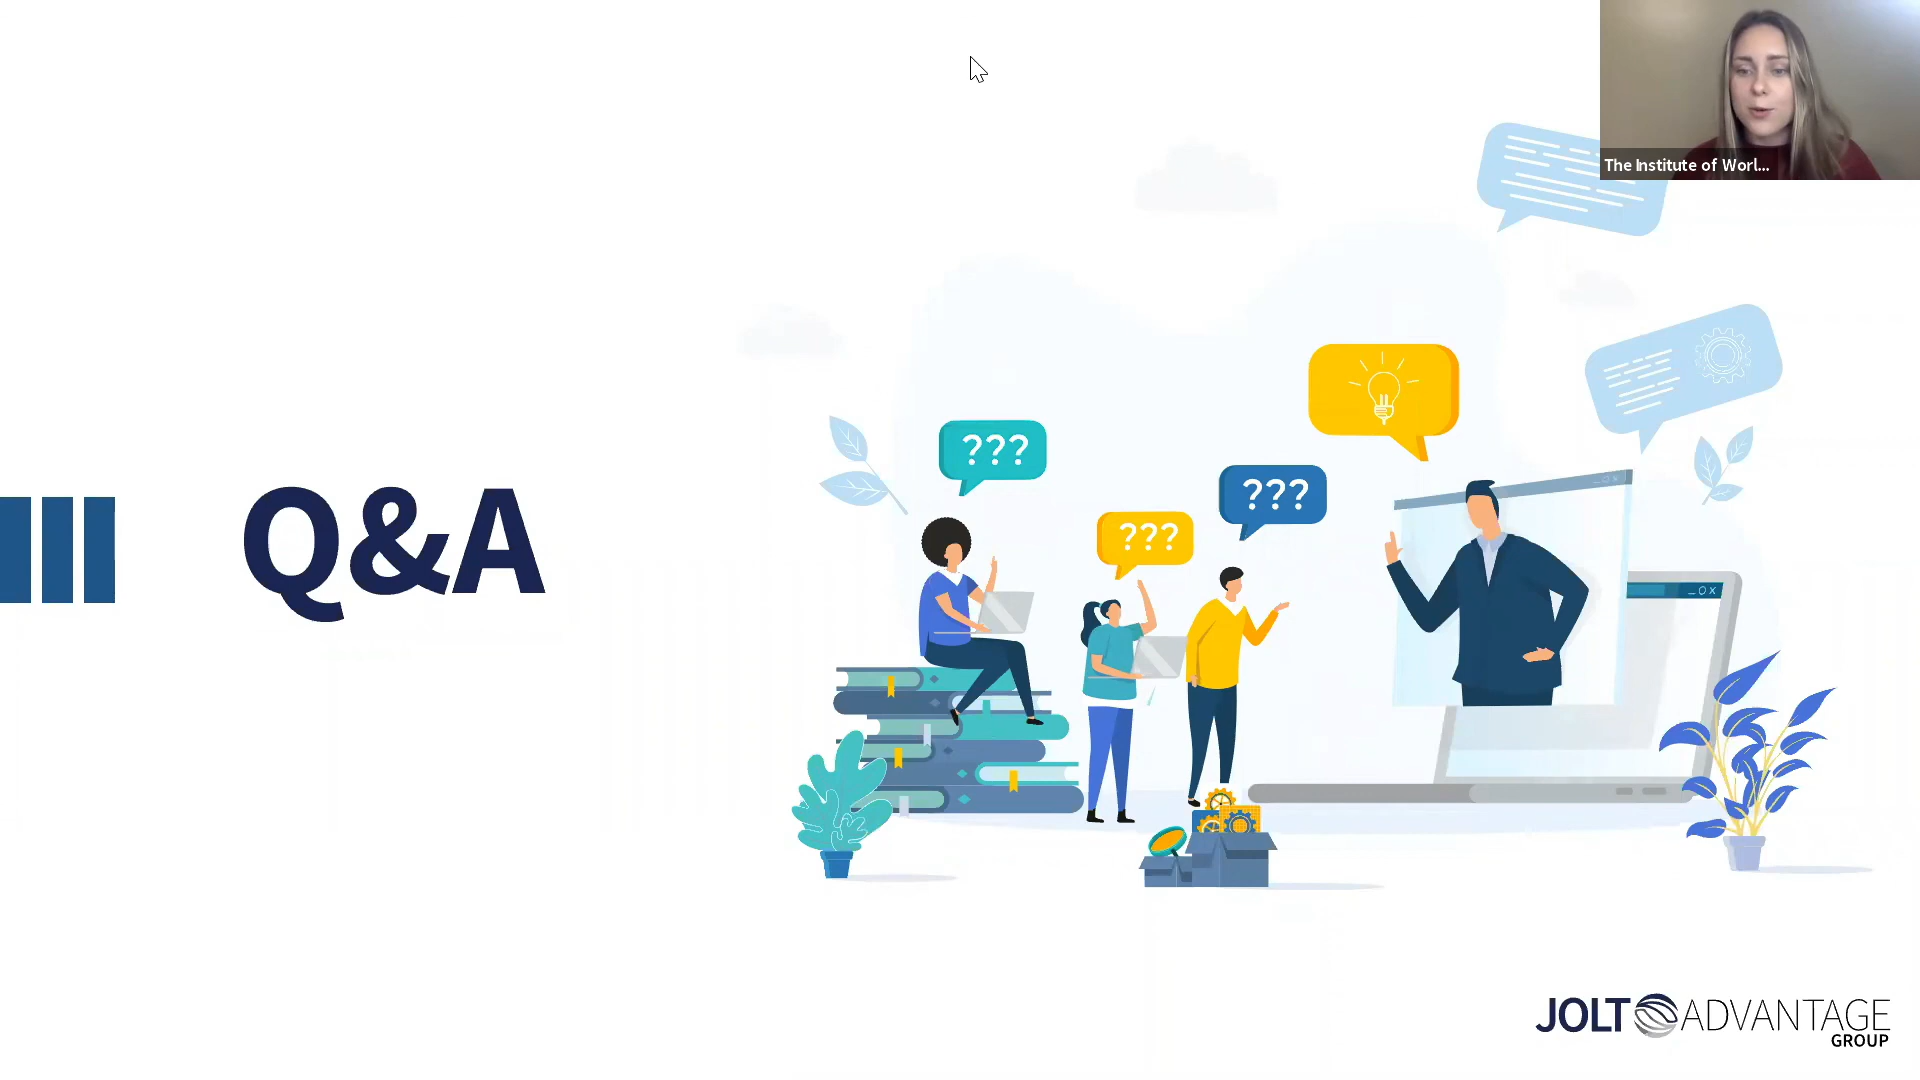 The Institute of Worl...
???
???
???
Q&A
JOLT ADVANTAGE
GROUP